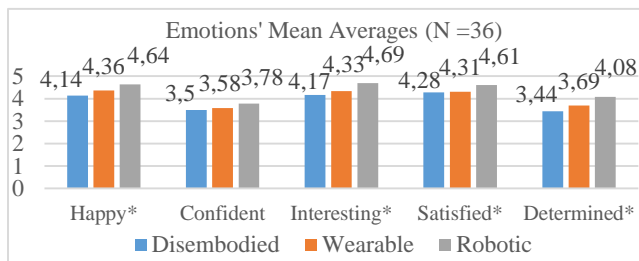 Emotions' Mean Averages (N =36)
4,14 4,36 4,64 3,5 3,58 3,78 4,17 4,33 4,69 4,28 4,31 4,61 3,44 3,69 4,08
5
4
3
2
1
0
Happy* Confident Interesting* Satisfied* Determined*
Disembodied Wearable Robotic